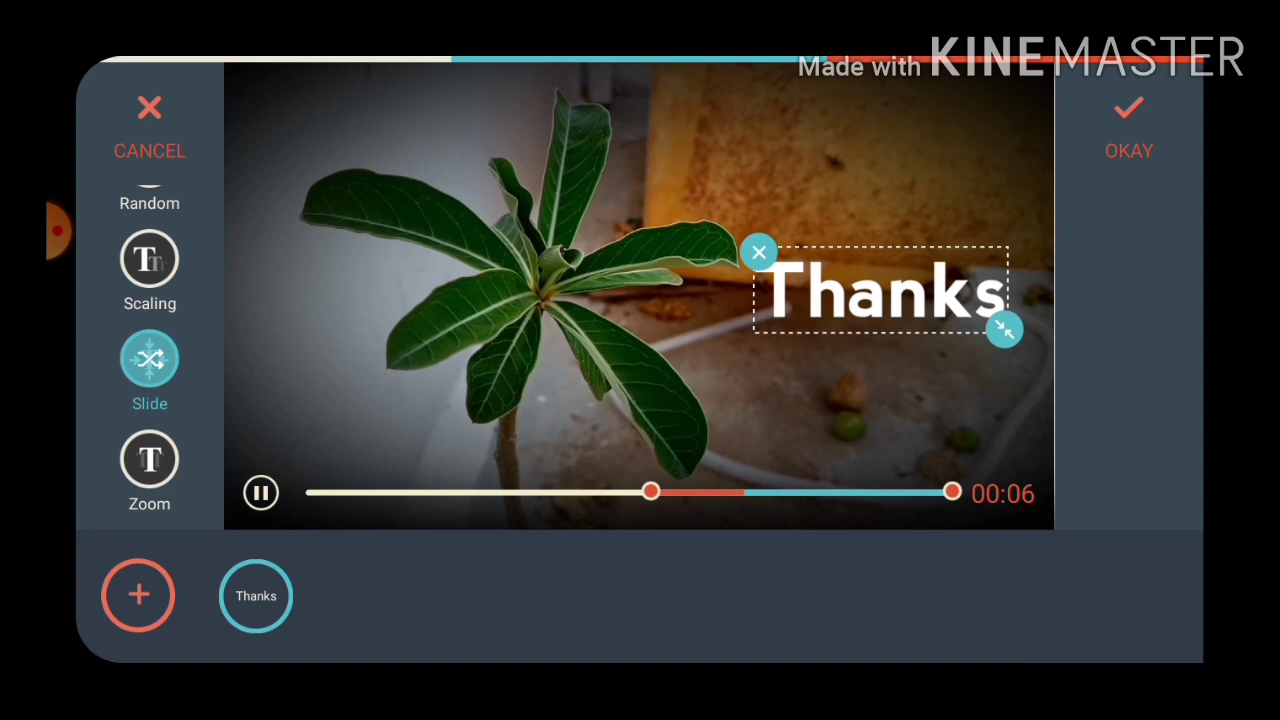 Made with KINEMASTER
CANCEL
OKAY
Random
Scaling
Thanks
Slide
Zoom
00:06
Thanks